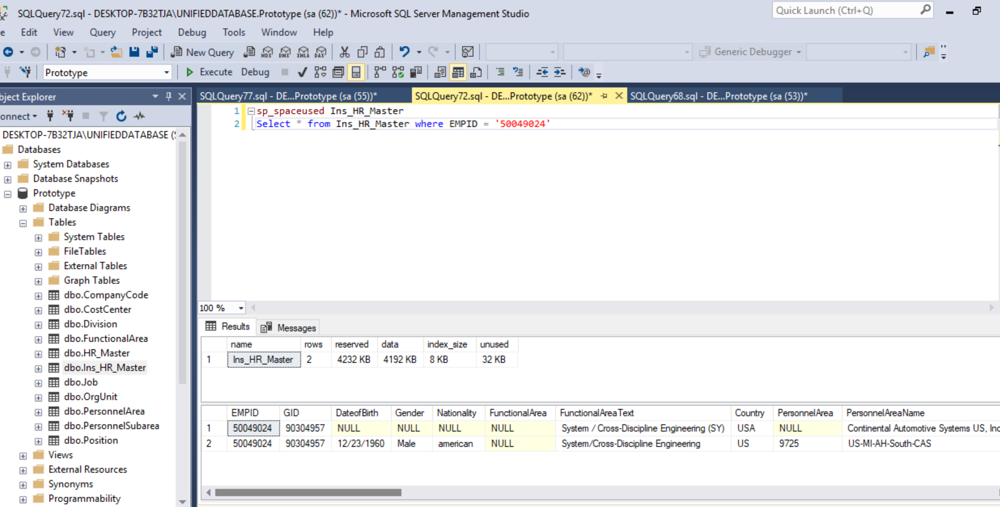 SQLQuery72.sql - DESKTOP-7B32TJA\UNIFIEDDATABASE.Prototype (sa (62))* - Microsoft SQL Server Management Studio
Quick Launch (Ctrl+Q)
e Edit View Query Project Debug Tools Window Help
New Query MDX DMX XMLA DAX Generic Debugger
Prototype Execute Debug
bject Explorer
SQLQuery77.sql - DE...Prototype (sa (55))* SQLQuery72.sql - DE...Prototype (sa (62))* SQLQuery68.sql - DE...Prototype (sa (53))*
onnect
DESKTOP-7B32TJA\UNIFIEDDATABASE (
Databases
System Databases
Database Snapshots
Prototype
Database Diagrams
Tables
System Tables
FileTables
External Tables
Graph Tables
dbo.CompanyCode
dbo.CostCenter
dbo.Division
dbo.FunctionalArea
dbo.HR_Master
dbo.Ins_HR_Master
dbo.Job
dbo.OrgUnit
dbo.PersonnelArea
dbo.PersonnelSubarea
dbo.Position
Views
External Resources
Synonyms
Programmability
1 sp_spaceused Ins_HR_Master
2 Select * from Ins_HR_Master where EMPID = '50049024'
100 %
Results Messages
name rows reserved data index_size unused
1 Ins_HR_Master 2 4232 KB 4192 KB 8 KB 32 KB
EMPID GID DateofBirth Gender Nationality FunctionalArea FunctionalAreaText Country PersonnelArea PersonnelAreaName
1 50049024 90304957 NULL NULL NULL NULL System / Cross-Discipline Engineering (SY) USA NULL Continental Automotive Systems US, Inc
2 50049024 90304957 12/23/1960 Male american NULL System/Cross-Discipline Engineering US 9725 US-MI-AH-South-CAS